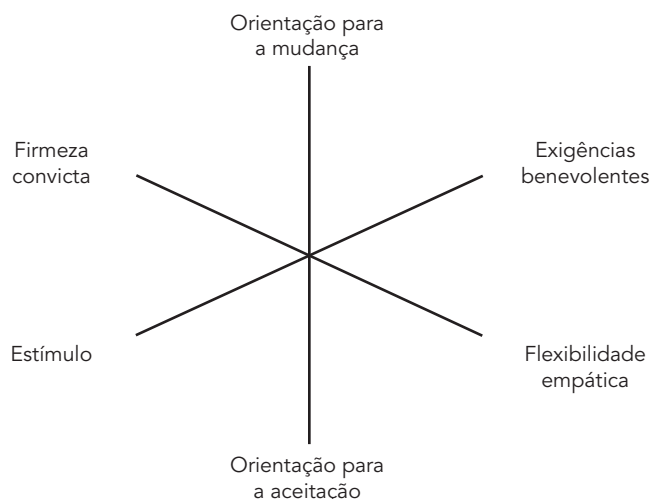 Orientação para
a mudança
Firmeza
convicta
Exigências
benevolentes
Estímulo
Flexibilidade
empática
Orientação para
a aceitação